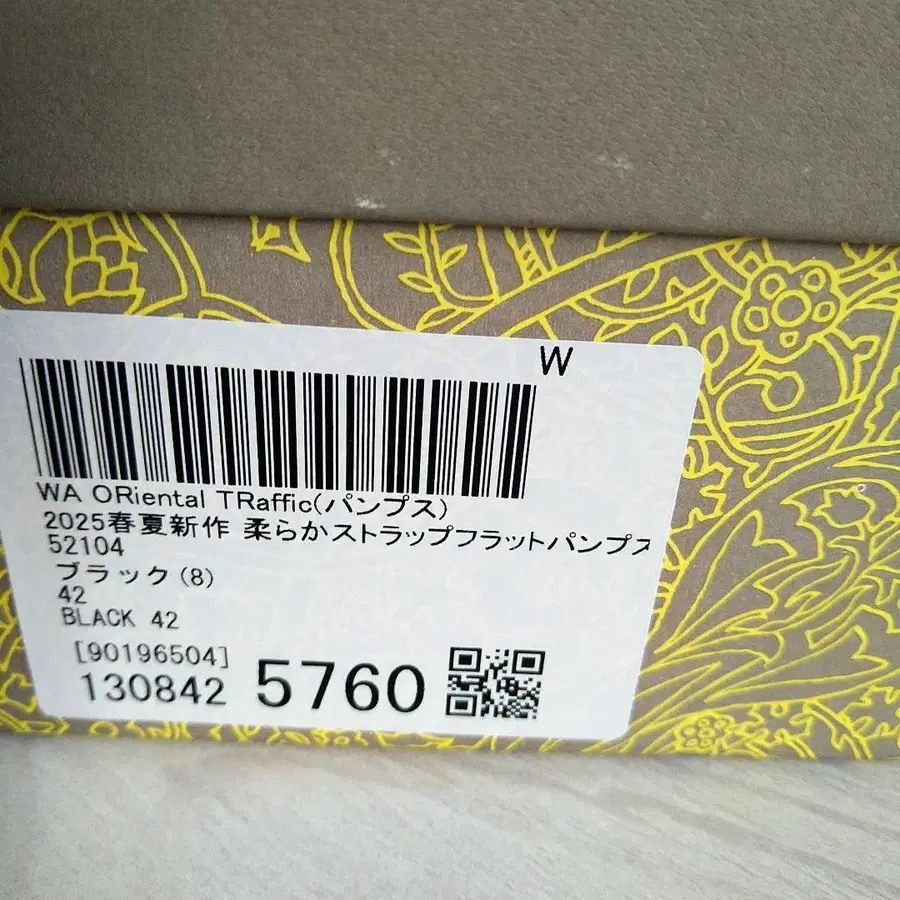 W
WA ORiental TRaffic(パンプス)
2025春夏新作 柔らかストラップフラットパンプス
52104
ブラック(8)
42
BLACK 42
[90196504]
130842 5760